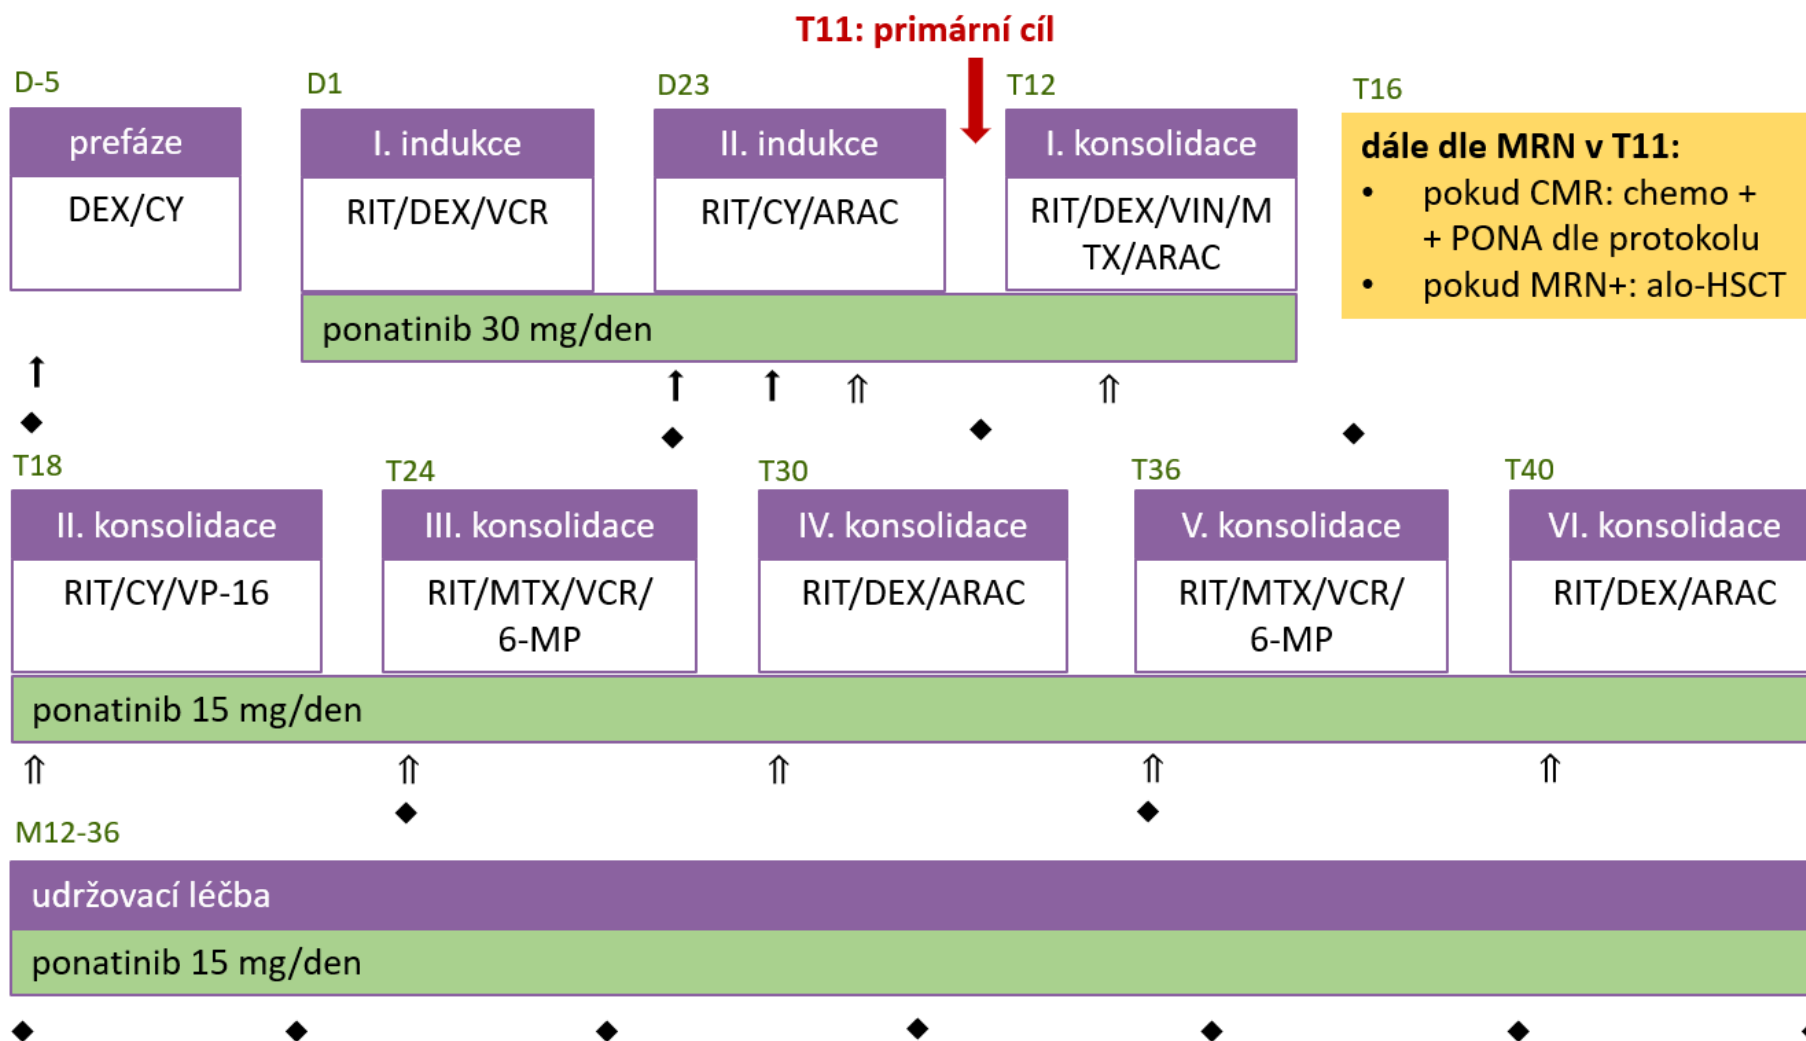 T11: primární cíl
D-5
D1
D23
T12
T16
prefáze
DEX/CY
I. indukce
RIT/DEX/VCR
II. indukce
RIT/CY/ARAC
I. konsolidace
RIT/DEX/VIN/M
TX/ARAC
dále dle MRN v T11:
• pokud CMR: chemo +
+ PONA dle protokolu
• pokud MRN+: alo-HSCT
ponatinib 30 mg/den
T18
T24
T30
T36
T40
II. konsolidace
RIT/CY/VP-16
III. konsolidace
RIT/MTX/VCR/
6-MP
IV. konsolidace
RIT/DEX/ARAC
V. konsolidace
RIT/MTX/VCR/
6-MP
VI. konsolidace
RIT/DEX/ARAC
ponatinib 15 mg/den
M12-36
udržovací léčba
ponatinib 15 mg/den